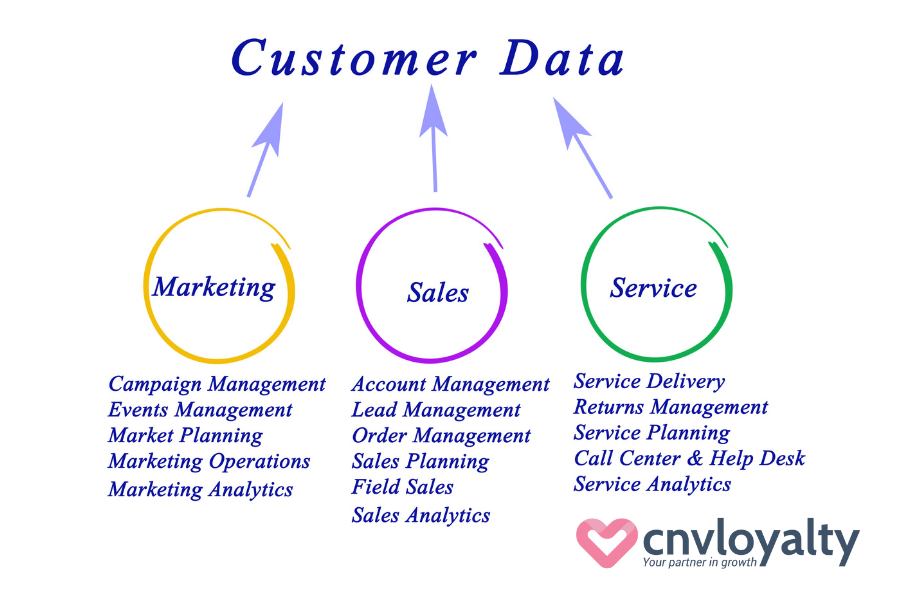 Customer Data
Marketing
Sales
Service
Campaign Management
Events Management
Market Planning
Marketing Operations
Marketing Analytics
Account Management
Lead Management
Order Management
Sales Planning
Field Sales
Sales Analytics
Service Delivery
Returns Management
Service Planning
Call Center & Help Desk
Service Analytics
cnvloyalty
Your partner in growth